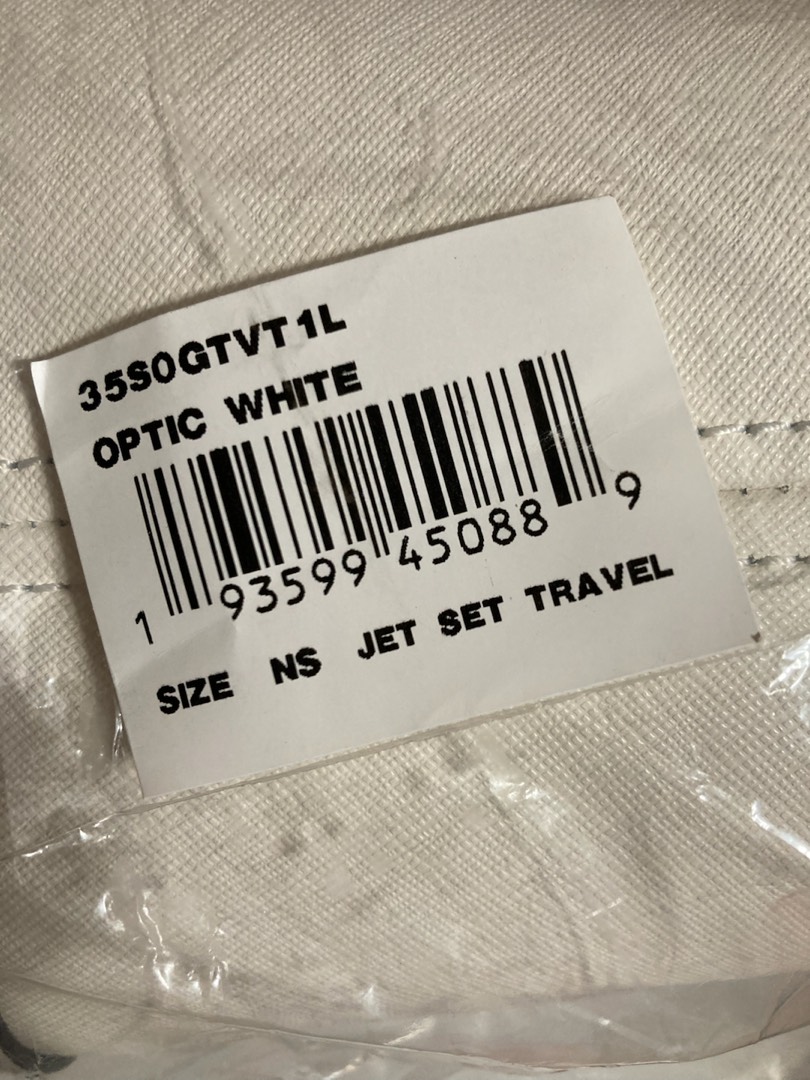 35S0GTVT1L
OPTIC WHITE
1 93599 45088 9
SIZE NS JET SET TRAVEL